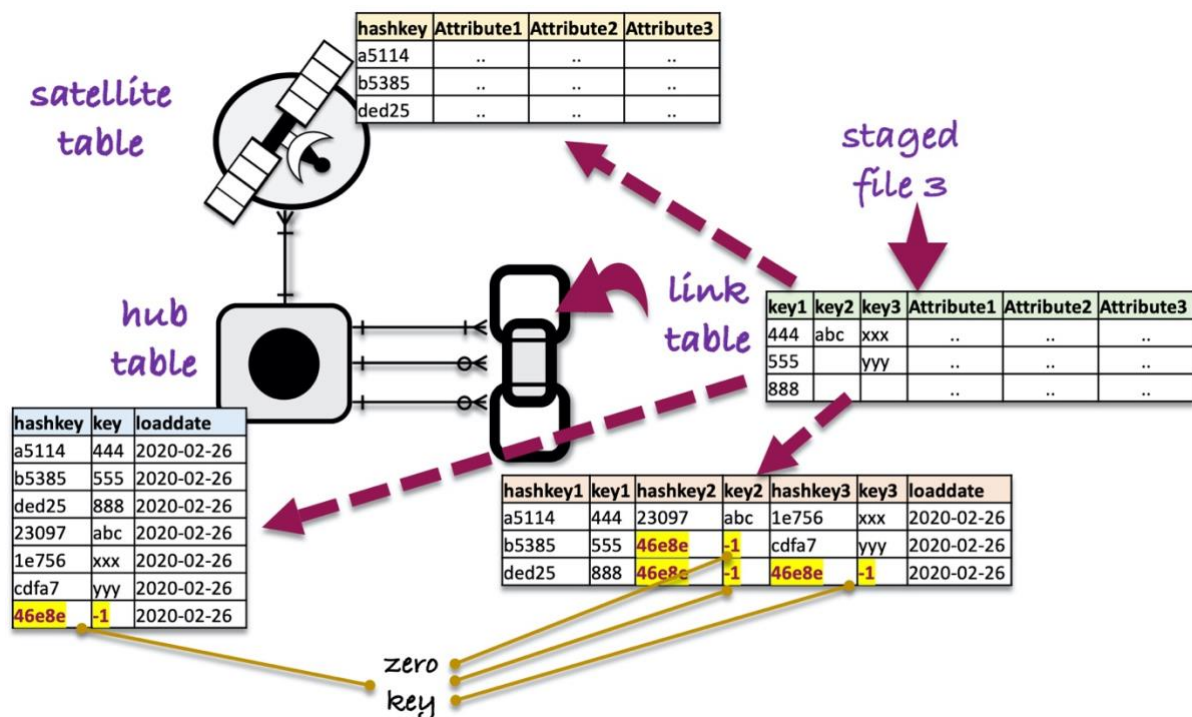 hashkey Attribute1 Attribute2 Attribute3
a5114 .. .. ..
b5385 .. .. ..
ded25 .. .. ..
satellite
table
staged
file 3
hub
table
link
table
key1 key2 key3 Attribute1 Attribute2 Attribute3
444 abc xxx .. .. ..
555 yyy .. .. ..
888 .. .. ..
hashkey key loaddate
a5114 444 2020-02-26
b5385 555 2020-02-26
ded25 888 2020-02-26
23097 abc 2020-02-26
1e756 xxx 2020-02-26
cdfa7 yyy 2020-02-26
46e8e -1 2020-02-26
hashkey1 key1 hashkey2 key2 hashkey3 key3 loaddate
a5114 444 23097 abc 1e756 xxx 2020-02-26
b5385 555 46e8e -1 cdfa7 yyy 2020-02-26
ded25 888 46e8e -1 46e8e -1 2020-02-26
zero
key